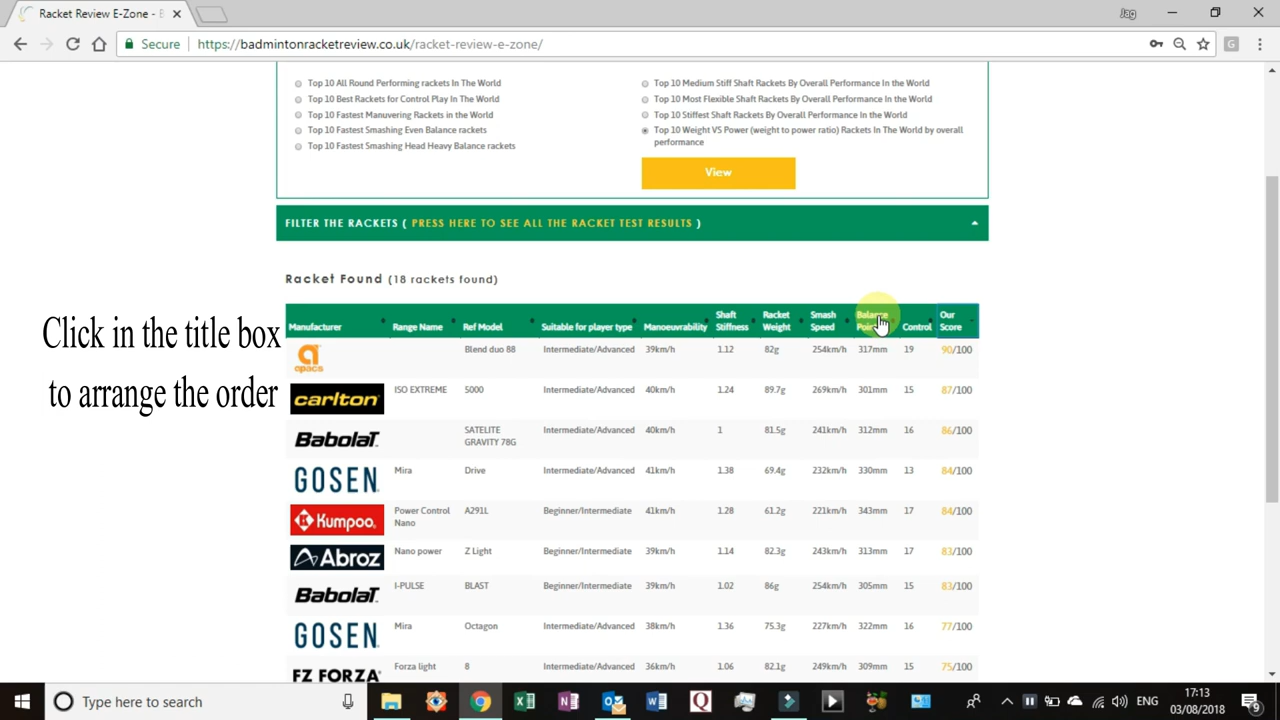 Racket Review E-Zone - B
Jag
Secure
https://badmintonracketreview.co.uk/racket-review-e-zone/
Top 10 All Round Performing rackets In The World
Top 10 Best Rackets for Control Play In The World
Top 10 Fastest Manuvering Rackets in the World
Top 10 Fastest Smashing Even Balance rackets
Top 10 Fastest Smashing Head Heavy Balance rackets
Top 10 Medium Stiff Shaft Rackets By Overall Performance In the World
Top 10 Most Flexible Shaft Rackets By Overall Performance In the World
Top 10 Stiffest Shaft Rackets By Overall Performance In the World
Top 10 Weight VS Power (weight to power ratio) Rackets In The World by overall
performance
View
FILTER THE RACKETS ( PRESS HERE TO SEE ALL THE RACKET TEST RESULTS )
Racket Found (18 rackets found)
Click in the title box
to arrange the order
Manufacturer Range Name Ref Model Suitable for player type Manoeuvrability Shaft Stiffness Racket Weight Smash Speed Balance Point Control Our Score
apacs Blend duo 88 Intermediate/Advanced 39km/h 1.12 82g 254km/h 317mm 19 90/100
carlton ISO EXTREME 5000 Intermediate/Advanced 40km/h 1.24 89.7g 269km/h 301mm 15 87/100
BABOLAT SATELITE GRAVITY 78G Intermediate/Advanced 40km/h 1 81.5g 241km/h 312mm 16 86/100
GOSEN Mira Drive Intermediate/Advanced 41km/h 1.38 69.4g 232km/h 330mm 13 84/100
Kumpoo Power Control Nano A291L Beginner/Intermediate 41km/h 1.28 61.2g 221km/h 343mm 17 84/100
Abroz Nano power Z Light Beginner/Intermediate 39km/h 1.14 82.3g 243km/h 313mm 17 83/100
BABOLAT I-PULSE BLAST Beginner/Intermediate 39km/h 1.02 86g 254km/h 305mm 15 83/100
GOSEN Mira Octagon Intermediate/Advanced 38km/h 1.36 75.3g 227km/h 322mm 16 77/100
FZ FORZA Forza light 8 Intermediate/Advanced 36km/h 1.06 82.1g 249km/h 309mm 15 75/100
Type here to search
ENG
17:13
03/08/2018